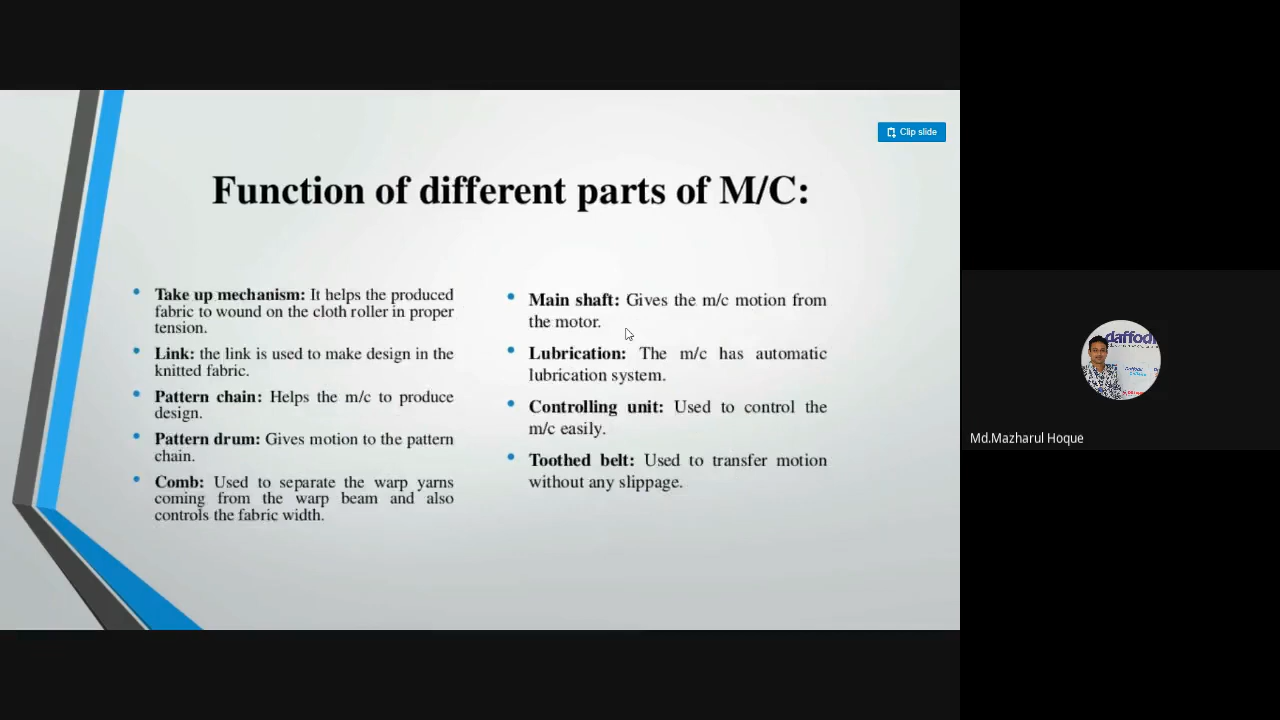 Clip slide
Function of different parts of M/C:
Take up mechanism: It helps the produced
fabric to wound on the cloth roller in proper
tension.
Link: the link is used to make design in the
knitted fabric.
Pattern chain: Helps the m/c to produce
design.
Pattern drum: Gives motion to the pattern
chain.
Comb: Used to separate the warp yarns
coming from the warp beam and also
controls the fabric width.
Main shaft: Gives the m/c motion from
the motor.
Lubrication: The m/c has automatic
lubrication system.
Controlling unit: Used to control the
m/c easily.
Toothed belt: Used to transfer motion
without any slippage.
daffodi
Md.Mazharul Hoque